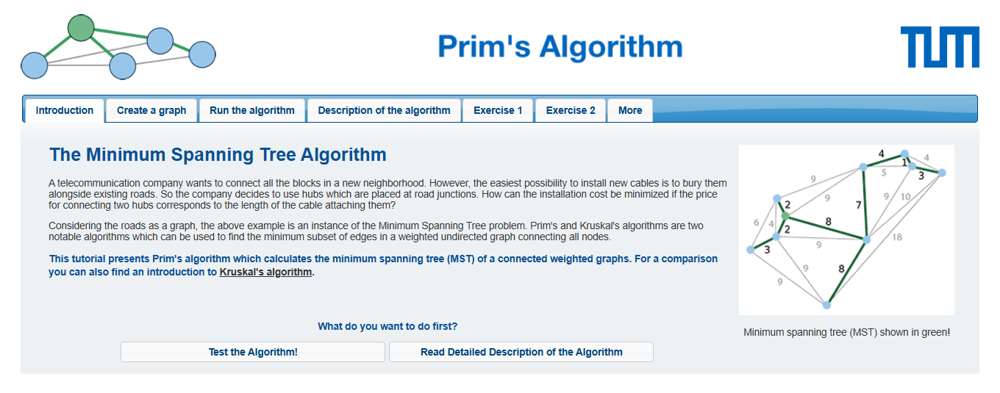 Prim's Algorithm
TUM
Introduction
Create a graph
Run the algorithm
Description of the algorithm
Exercise 1
Exercise 2
More
The Minimum Spanning Tree Algorithm
A telecommunication company wants to connect all the blocks in a new neighborhood. However, the easiest possibility to install new cables is to bury them
alongside existing roads. So the company decides to use hubs which are placed at road junctions. How can the installation cost be minimized if the price
for connecting two hubs corresponds to the length of the cable attaching them?
Considering the roads as a graph, the above example is an instance of the Minimum Spanning Tree problem. Prim's and Kruskal's algorithms are two
notable algorithms which can be used to find the minimum subset of edges in a weighted undirected graph connecting all nodes.
This tutorial presents Prim's algorithm which calculates the minimum spanning tree (MST) of a connected weighted graphs. For a comparison
you can also find an introduction to Kruskal's algorithm.
What do you want to do first?
Test the Algorithm!
Read Detailed Description of the Algorithm
4
4
1
5
3
9
9
9
10
2
7
6
4
8
2
18
9
3
9
8
9
Minimum spanning tree (MST) shown in green!